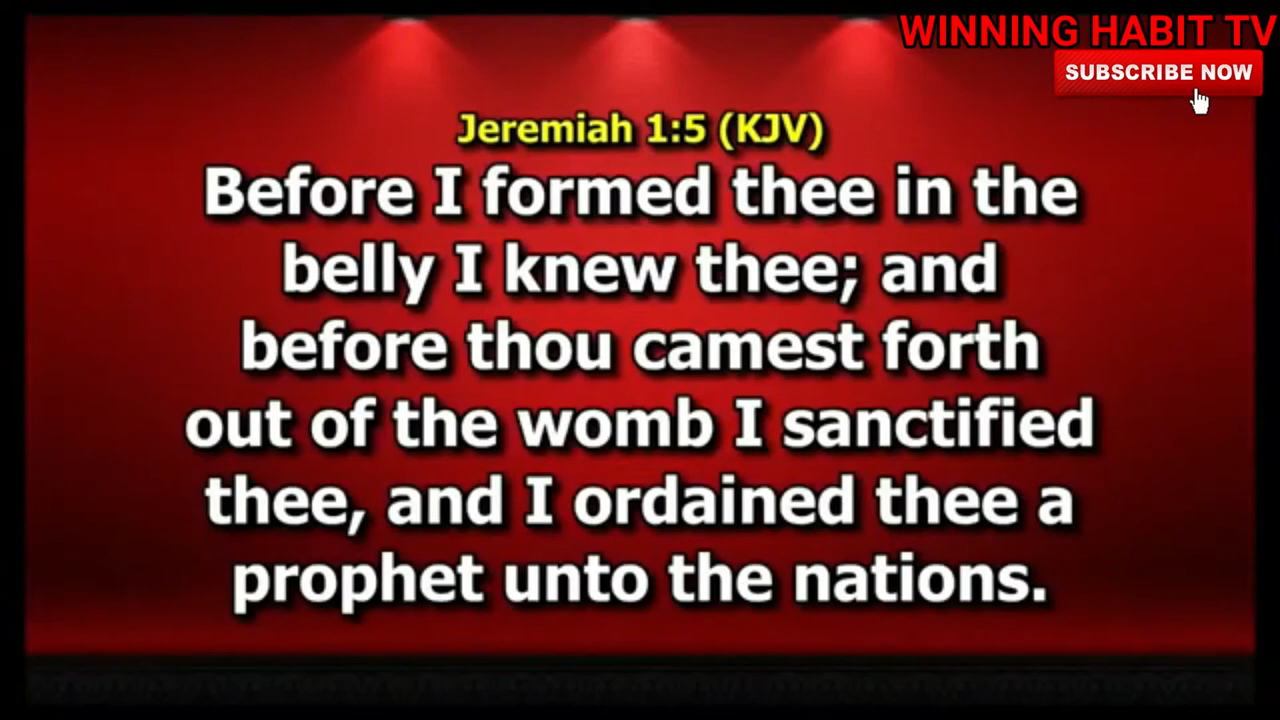 WINNING HABIT TV
SUBSCRIBE NOW
Jeremiah 1:5 (KJV)
Before I formed thee in the
belly I knew thee; and
before thou camest forth
out of the womb I sanctified
thee, and I ordained thee a
prophet unto the nations.